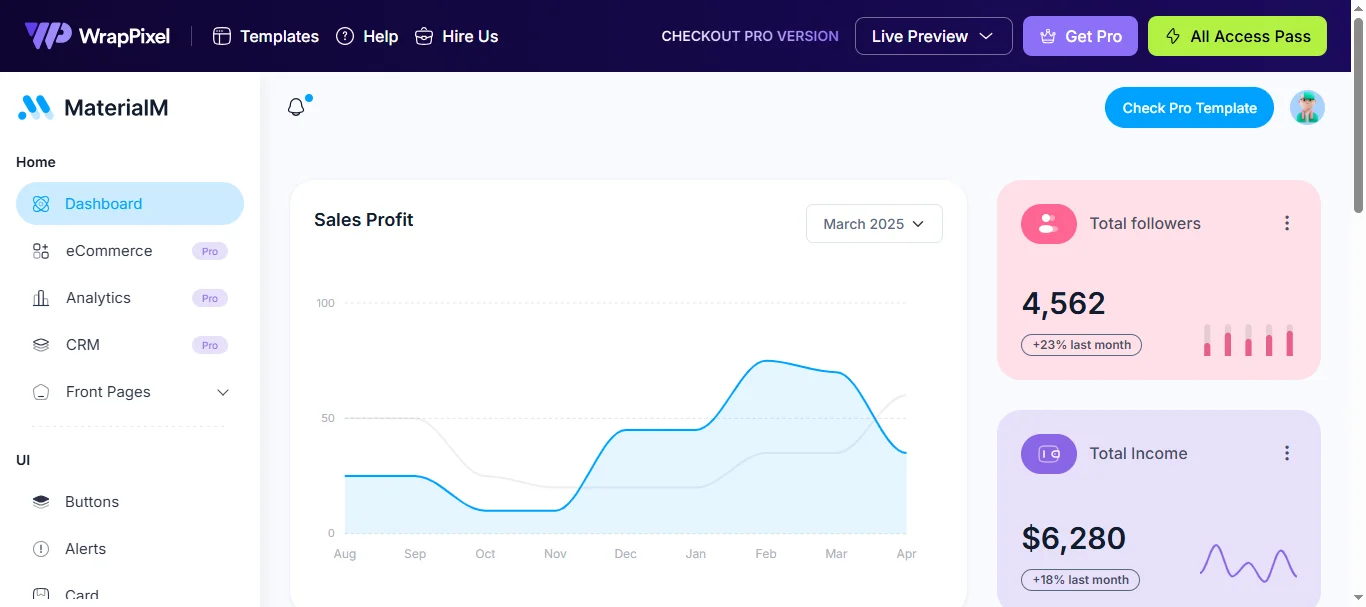 WrapPixel
Templates
Help
Hire Us
CHECKOUT PRO VERSION
Live Preview
Get Pro
All Access Pass
MaterialM
Check Pro Template
Home
Dashboard
eCommerce Pro
Analytics Pro
CRM Pro
Front Pages
UI
Buttons
Alerts
Card
Sales Profit
March 2025
100
50
0
Aug Sep Oct Nov Dec Jan Feb Mar Apr
Total followers
4,562
+23% last month
Total Income
$6,280
+18% last month